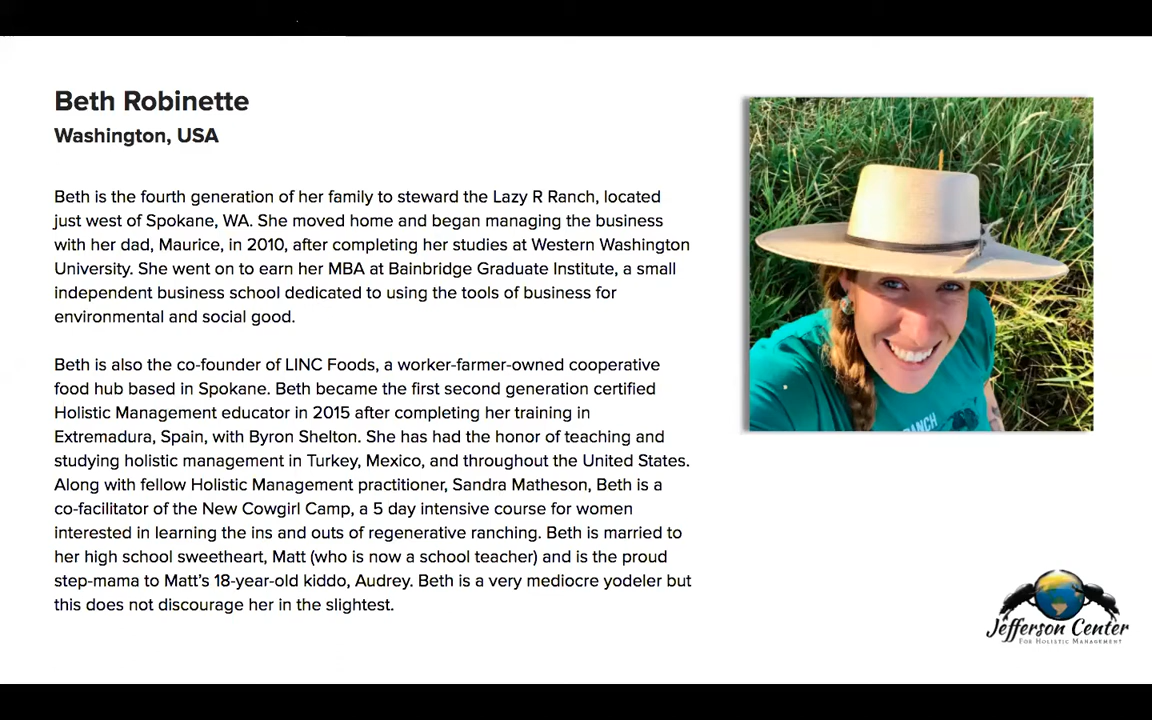 Beth Robinette
Washington, USA
Beth is the fourth generation of her family to steward the Lazy R Ranch, located
just west of Spokane, WA. She moved home and began managing the business
with her dad, Maurice, in 2010, after completing her studies at Western Washington
University. She went on to earn her MBA at Bainbridge Graduate Institute, a small
independent business school dedicated to using the tools of business for
environmental and social good.
Beth is also the co-founder of LINC Foods, a worker-farmer-owned cooperative
food hub based in Spokane. Beth became the first second generation certified
Holistic Management educator in 2015 after completing her training in
Extremadura, Spain, with Byron Shelton. She has had the honor of teaching and
studying holistic management in Turkey, Mexico, and throughout the United States.
Along with fellow Holistic Management practitioner, Sandra Matheson, Beth is a
co-facilitator of the New Cowgirl Camp, a 5 day intensive course for women
interested in learning the ins and outs of regenerative ranching. Beth is married to
her high school sweetheart, Matt (who is now a school teacher) and is the proud
step-mama to Matt's 18-year-old kiddo, Audrey. Beth is a very mediocre yodeler but
this does not discourage her in the slightest.
RANCH
Jefferson Center
FOR HOLISTIC MANAGEMENT